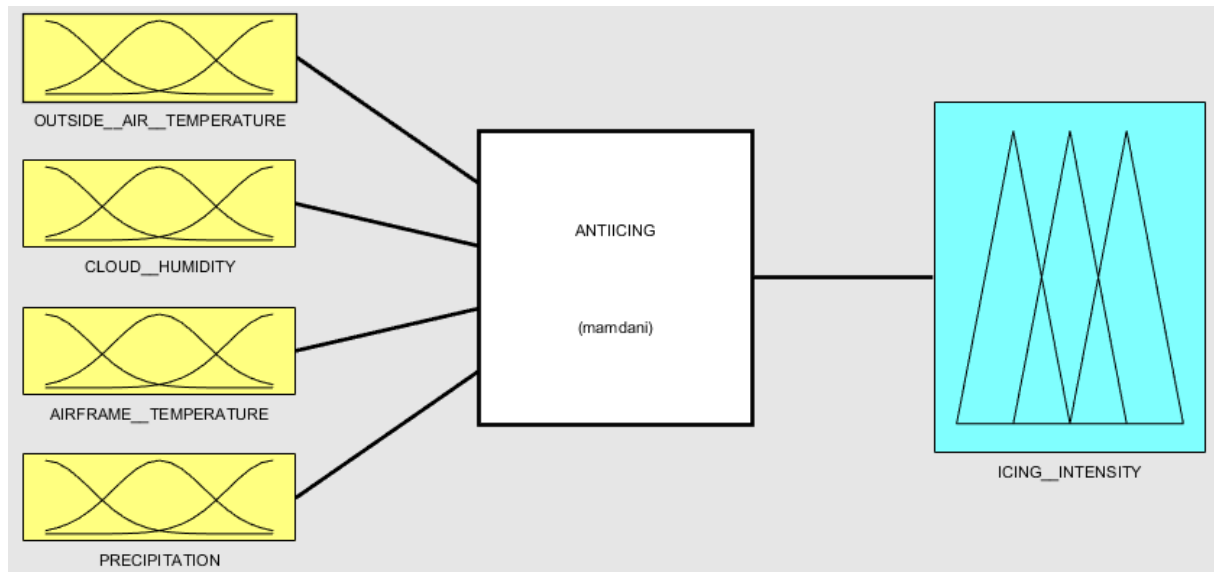 OUTSIDE__AIR__TEMPERATURE
CLOUD__HUMIDITY
AIRFRAME__TEMPERATURE
PRECIPITATION
ANTIICING
(mamdani)
ICING__INTENSITY